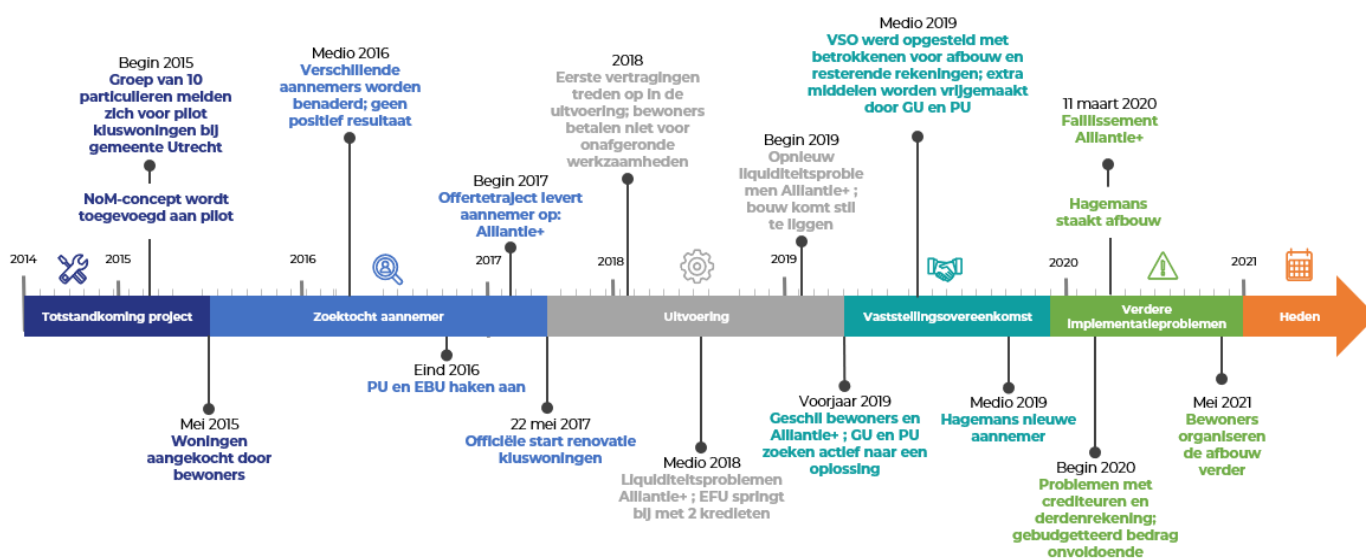 Begin 2015
Groep van 10
particulieren melden
zich voor pilot
kluswoningen bij
gemeente Utrecht
NoM-concept wordt
toegevoegd aan pilot
Medio 2016
Verschillende
aannemers worden
benaderd; geen
positief resultaat
Begin 2017
Offertetraject levert
aannemer op:
Alliantie+
2018
Eerste vertragingen
treden op in de
uitvoering; bewoners
betalen niet voor
onafgeronde
werkzaamheden
Begin 2019
Opnieuw
liquiditeitsproble
men Alliantie+ ;
bouw komt stil
te liggen
Medio 2019
VSO werd opgesteld met
betrokkenen voor afbouw en
resterende rekeningen; extra
middelen worden vrijgemaakt
door GU en PU
11 maart 2020
Faillissement
Alliantie+
Hagemans
staakt afbouw
2014
2015
2016
2017
2018
2019
2020
2021
Totstandkoming project
Zoektocht aannemer
Uitvoering
Vaststellingsovereenkomst
Verdere
implementatieproblemen
Heden
Mei 2015
Woningen
aangekocht door
bewoners
Eind 2016
PU en EBU haken aan
22 mei 2017
Officiële start renovatie
kluswoningen
Medio 2018
Liquiditeitsproblemen
Alliantie+ ; EFU springt
bij met 2 kredieten
Voorjaar 2019
Geschil bewoners en
Alliantie+ ; GU en PU
zoeken actief naar een
oplossing
Medio 2019
Hagemans nieuwe
aannemer
Begin 2020
Problemen met
crediteuren en
derdenrekening;
gebudgetteerd bedrag
onvoldoende
Mei 2021
Bewoners
organiseren
de afbouw
verder